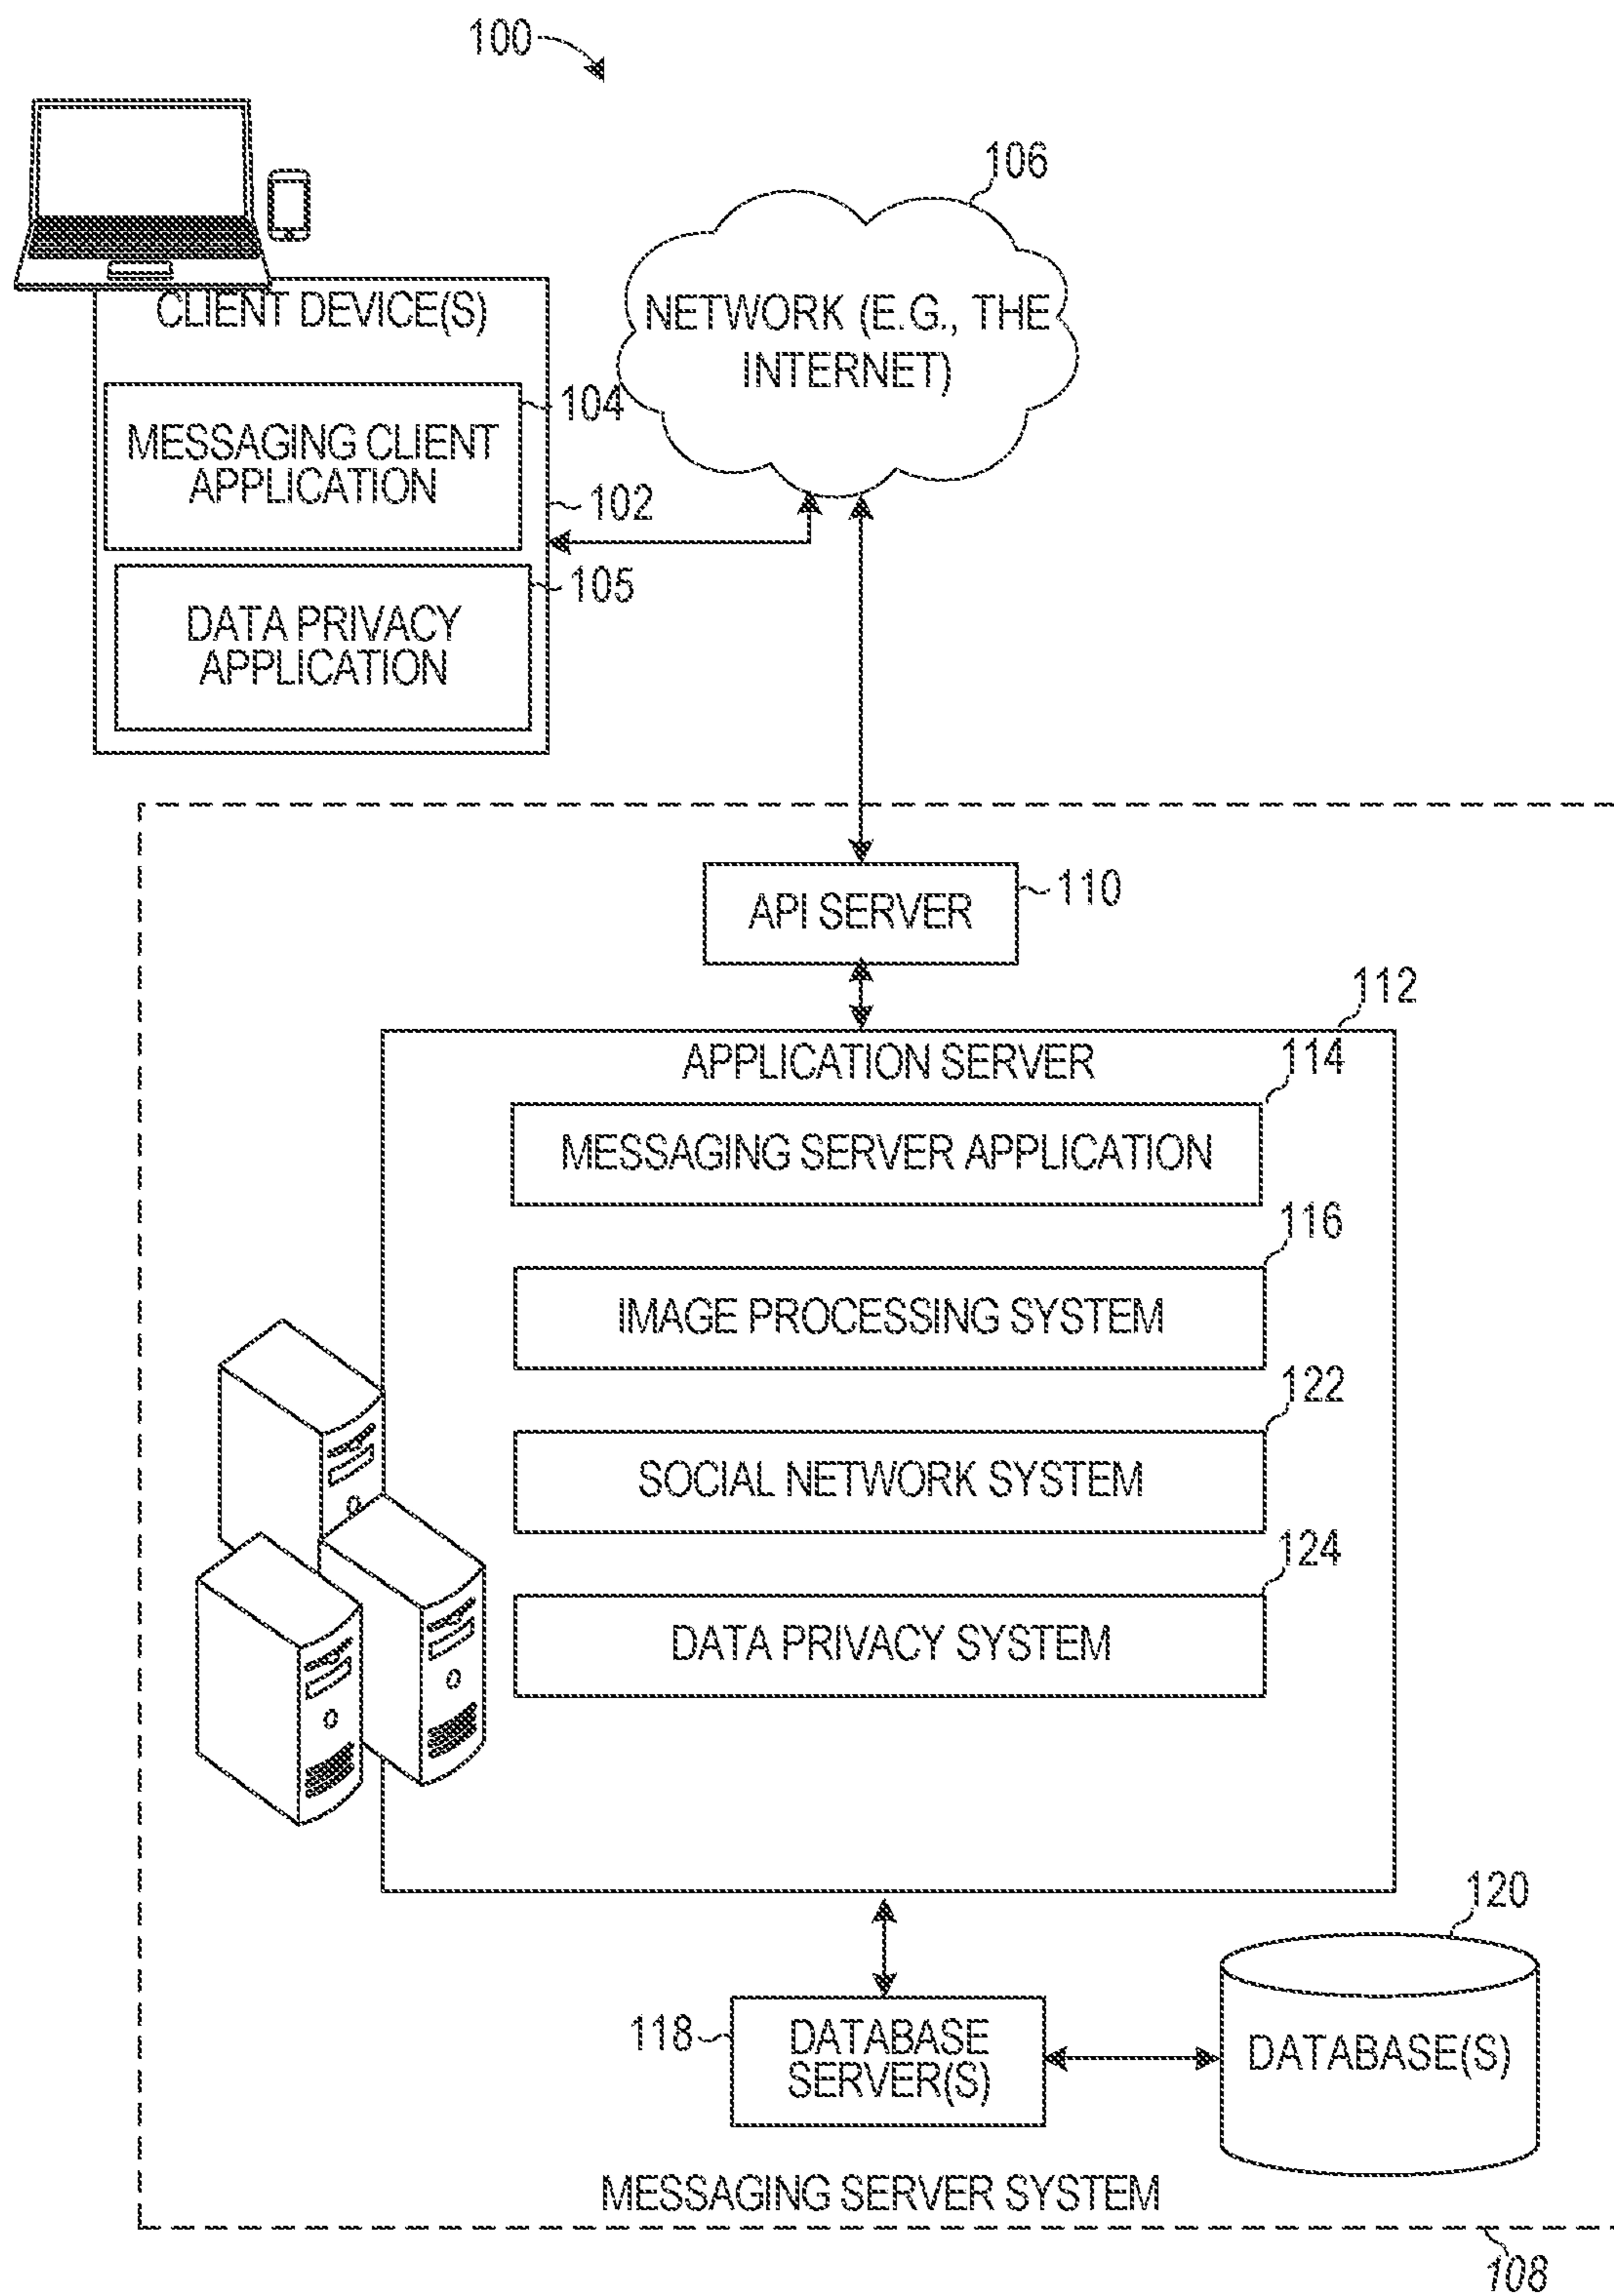 100
106
NETWORK (E.G., THE
INTERNET)
CLIENT DEVICE(S)
104
MESSAGING CLIENT
APPLICATION
102
105
DATA PRIVACY
APPLICATION
110
API SERVER
112
APPLICATION SERVER
114
MESSAGING SERVER APPLICATION
116
IMAGE PROCESSING SYSTEM
122
SOCIAL NETWORK SYSTEM
124
DATA PRIVACY SYSTEM
120
118
DATABASE
SERVER(S)
DATABASE(S)
MESSAGING SERVER SYSTEM
108